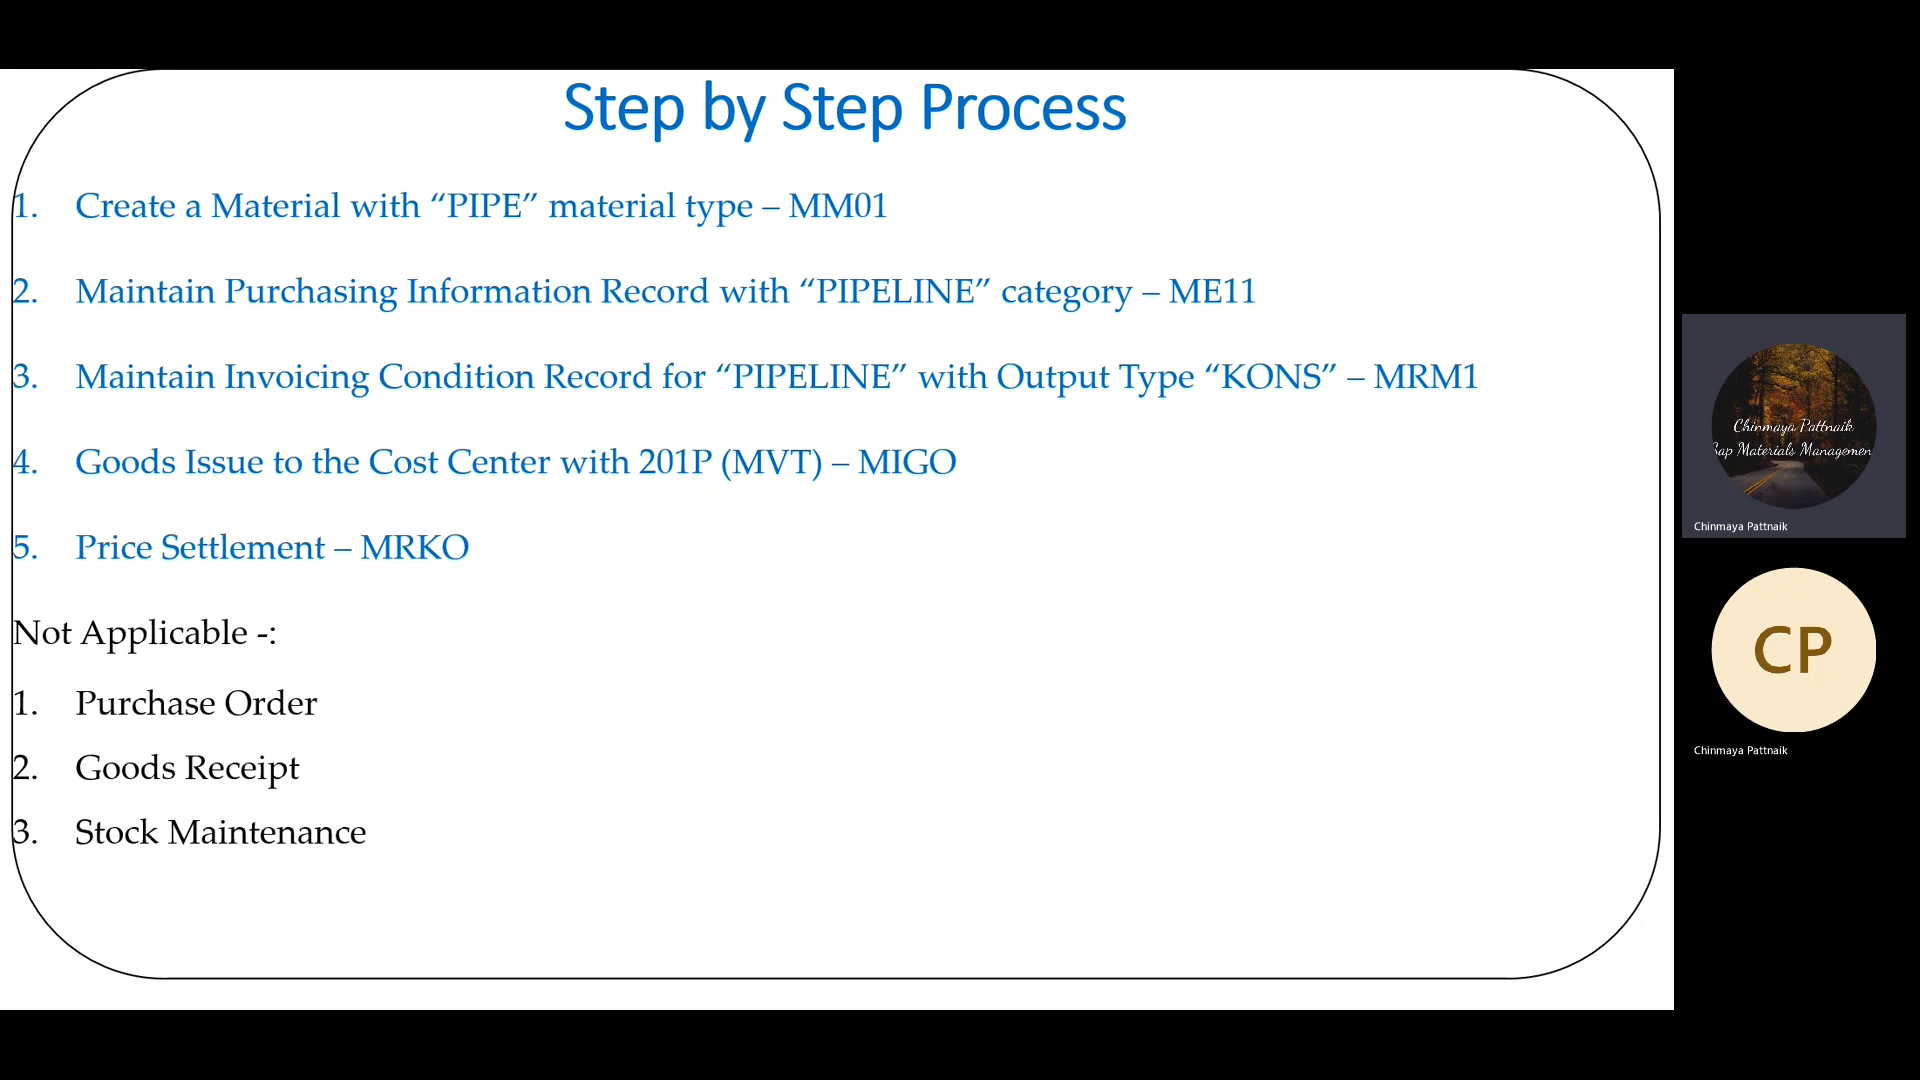 Step by Step Process
1. Create a Material with “PIPE” material type – MM01
2. Maintain Purchasing Information Record with “PIPELINE” category – ME11
3. Maintain Invoicing Condition Record for “PIPELINE” with Output Type “KONS” – MRM1
4. Goods Issue to the Cost Center with 201P (MVT) – MIGO
5. Price Settlement – MRKO
Not Applicable -:
1. Purchase Order
2. Goods Receipt
3. Stock Maintenance
Chinmaya Pattnaik
Sap Materials Managemen
Chinmaya Pattnaik
CP
Chinmaya Pattnaik